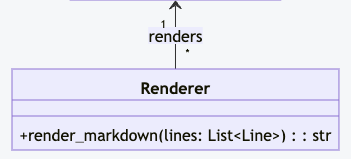 1
renders
*
Renderer
+render_markdown(lines: List<Line>) : : str